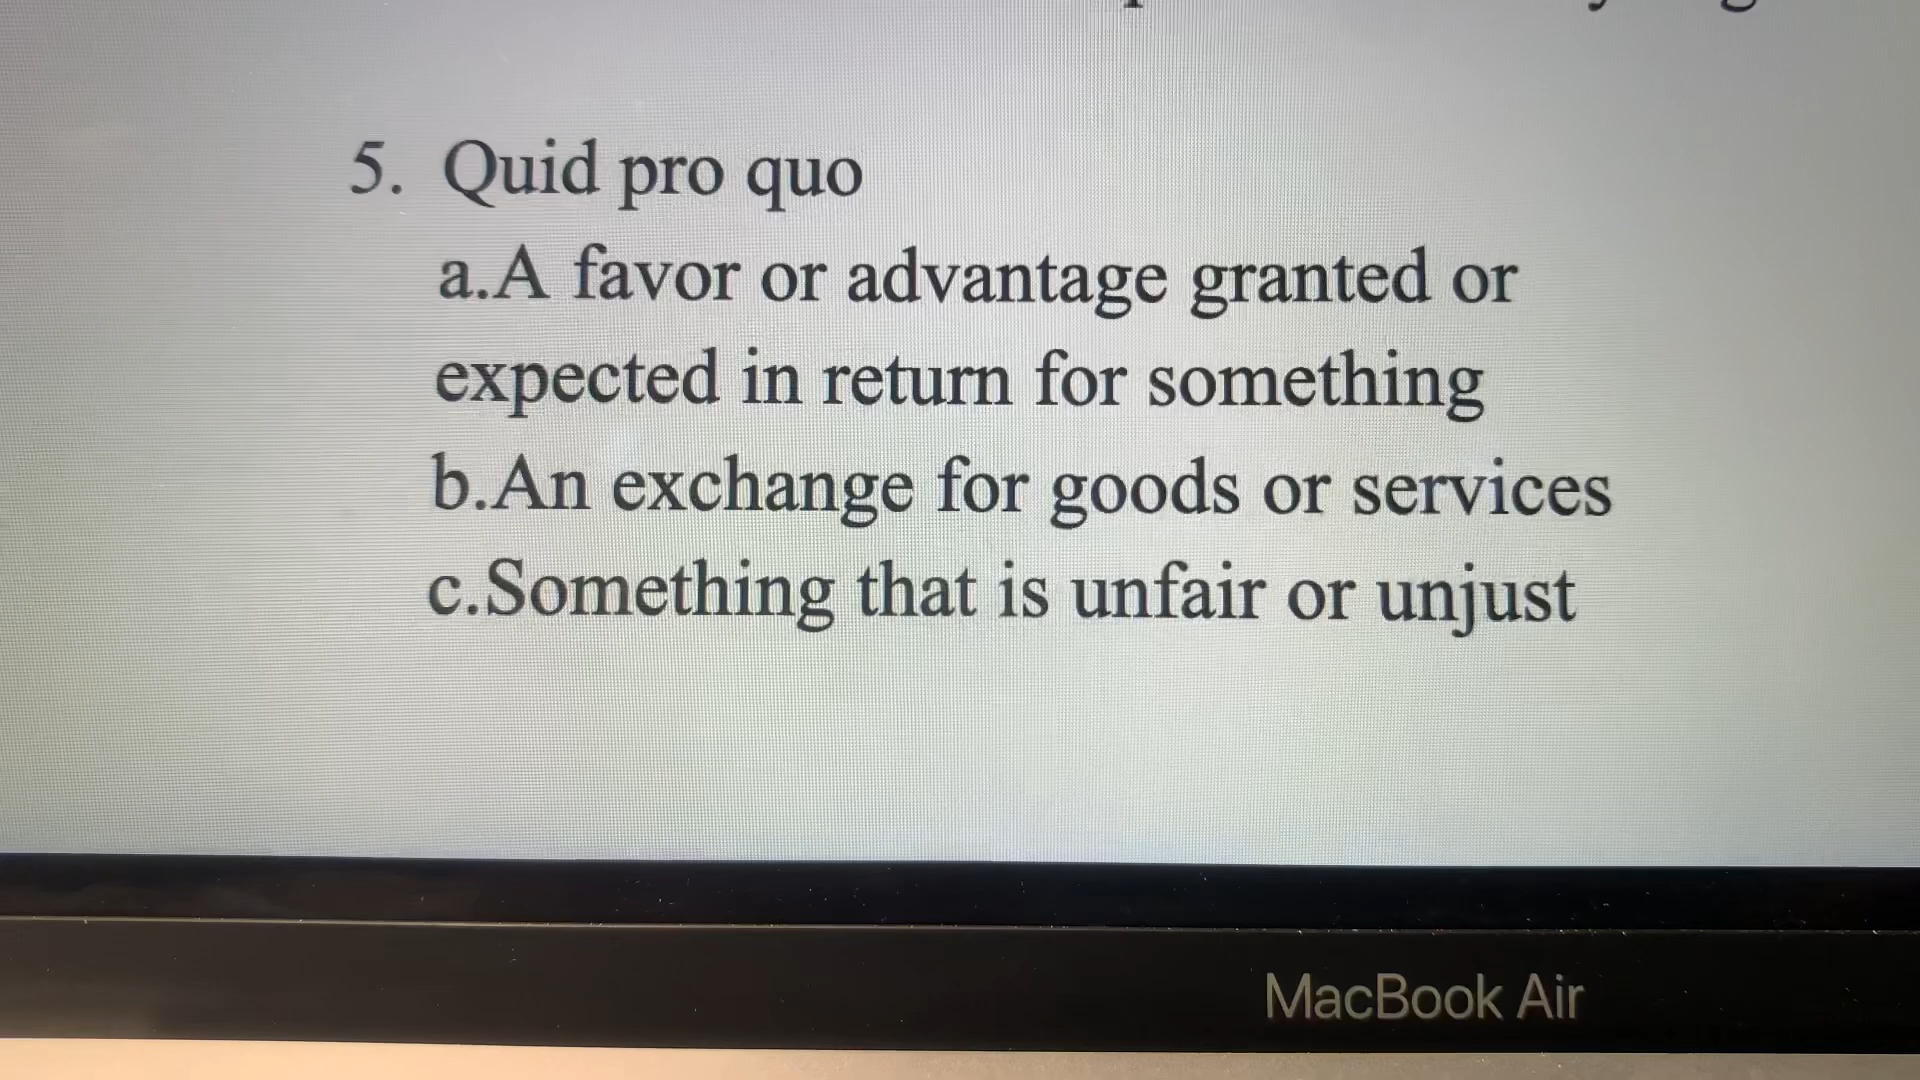 5. Quid pro quo
a.A favor or advantage granted or
expected in return for something
b.An exchange for goods or services
c.Something that is unfair or unjust
MacBook Air